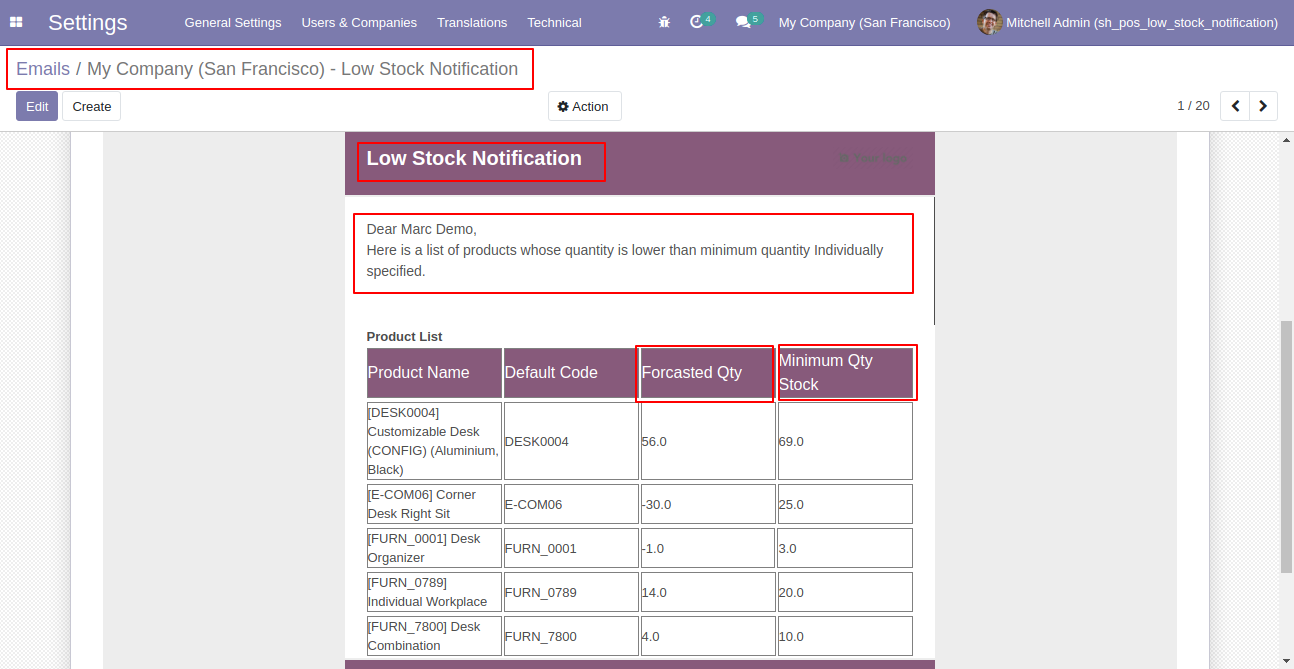 Settings
General Settings Users & Companies Translations Technical
4
5
My Company (San Francisco)
Mitchell Admin (sh_pos_low_stock_notification)
Emails / My Company (San Francisco) - Low Stock Notification
Edit Create Action 1 / 20
Low Stock Notification
Dear Marc Demo,
Here is a list of products whose quantity is lower than minimum quantity Individually
specified.
Product List
Product Name Default Code Forcasted Qty Minimum Qty
Stock
[DESK0004]
Customizable Desk
(CONFIG) (Aluminium,
Black)
DESK0004 56.0 69.0
[E-COM06] Corner
Desk Right Sit
E-COM06 -30.0 25.0
[FURN_0001] Desk
Organizer
FURN_0001 -1.0 3.0
[FURN_0789]
Individual Workplace
FURN_0789 14.0 20.0
[FURN_7800] Desk
Combination
FURN_7800 4.0 10.0